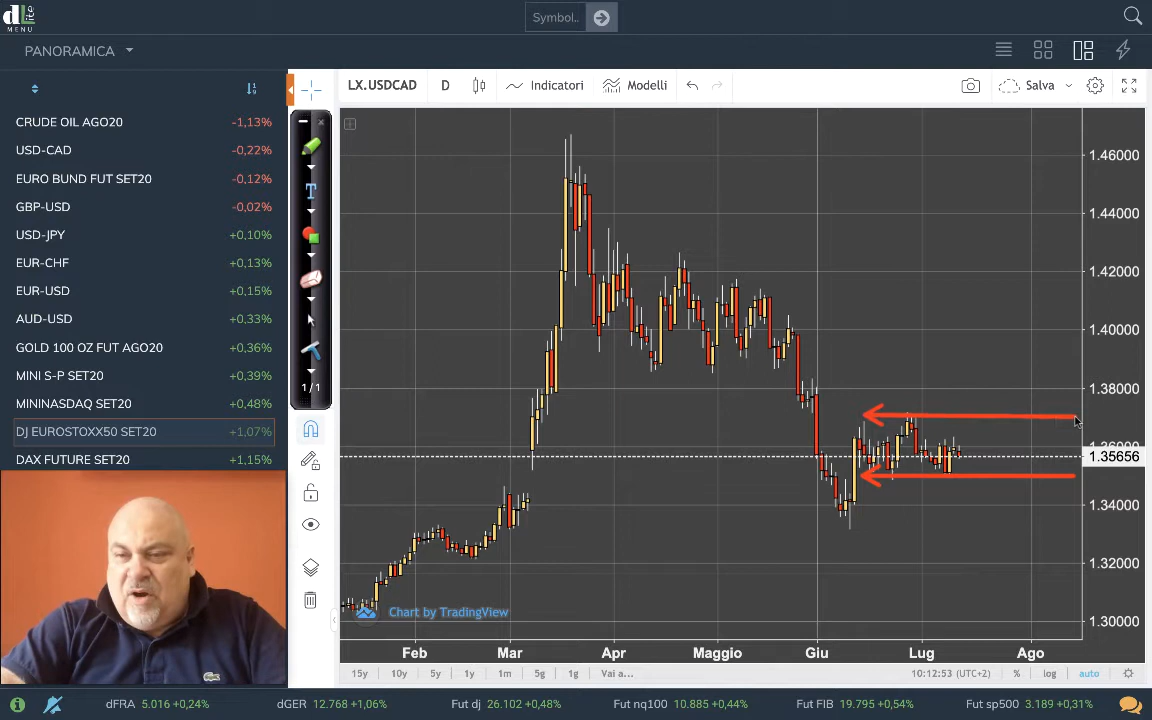 dLite
MENU
Symbol..
PANORAMICA
CRUDE OIL AGO20 -1,13%
USD-CAD -0,22%
EURO BUND FUT SET20 -0,12%
GBP-USD -0,02%
USD-JPY +0,10%
EUR-CHF +0,13%
EUR-USD +0,15%
AUD-USD +0,33%
GOLD 100 OZ FUT AGO20 +0,36%
MINI S-P SET20 +0,39%
MININASDAQ SET20 +0,48%
DJ EUROSTOXX50 SET20 +1,07%
DAX FUTURE SET20 +1,15%
T
1 / 1
LX.USDCAD D Indicatori Modelli Salva
1.46000
1.44000
1.42000
1.40000
1.38000
1.36000
1.35656
1.34000
1.32000
1.30000
Chart by TradingView
Feb Mar Apr Maggio Giu Lug Ago
15y 10y 5y 1y 1m 5g 1g Vai a... 10:12:53 (UTC+2) % log auto
dFRA 5.016 +0,24% dGER 12.768 +1,06% Fut dj 26.102 +0,48% Fut nq100 10.885 +0,44% Fut FIB 19.795 +0,54% Fut sp500 3.189 +0,31%